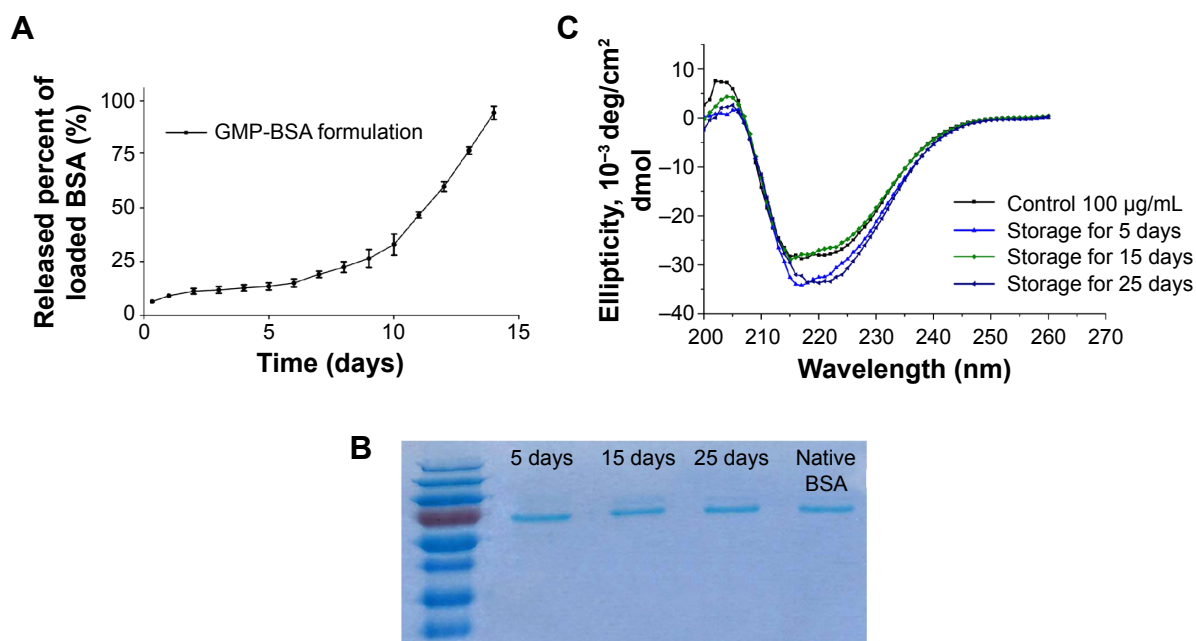 A
Released percent of
loaded BSA (%)
100
75
50
25
0
GMP-BSA formulation
0
5
10
15
Time (days)
C
Ellipticity, 10⁻³ deg/cm²
dmol
10
0
–10
–20
–30
–40
Control 100 µg/mL
Storage for 5 days
Storage for 15 days
Storage for 25 days
200
210
220
230
240
250
260
270
Wavelength (nm)
B
5 days
15 days
25 days
Native
BSA